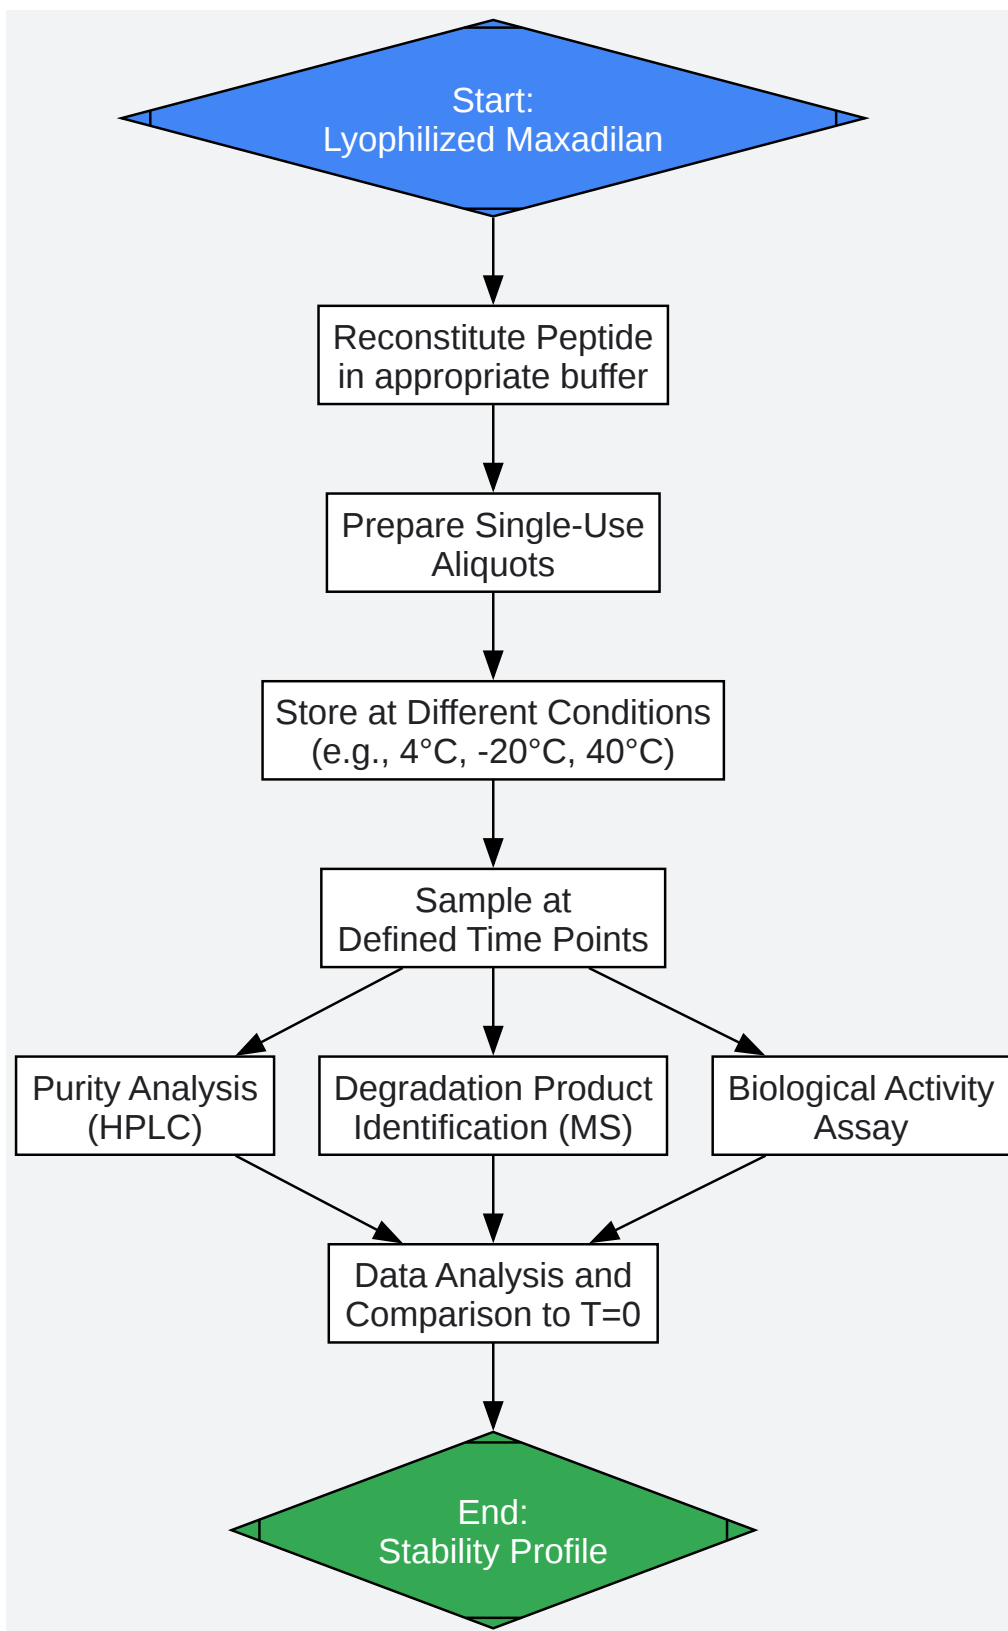 Start:
Lyophilized Maxadilan
Reconstitute Peptide
in appropriate buffer
Prepare Single-Use
Aliquots
Store at Different Conditions
(e.g., 4°C, -20°C, 40°C)
Sample at
Defined Time Points
Purity Analysis
(HPLC)
Degradation Product
Identification (MS)
Biological Activity
Assay
Data Analysis and
Comparison to T=0
End:
Stability Profile